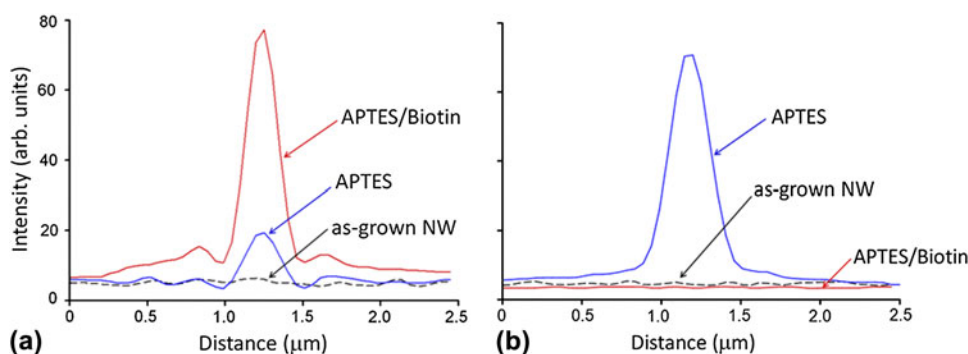 80
60
40
20
0
Intensity (arb. units)
APTES/Biotin
APTES
as-grown NW
0 0.5 1.0 1.5 2.0 2.5
(a) Distance (μm)
APTES
as-grown NW
APTES/Biotin
0 0.5 1.0 1.5 2.0 2.5
(b) Distance (μm)